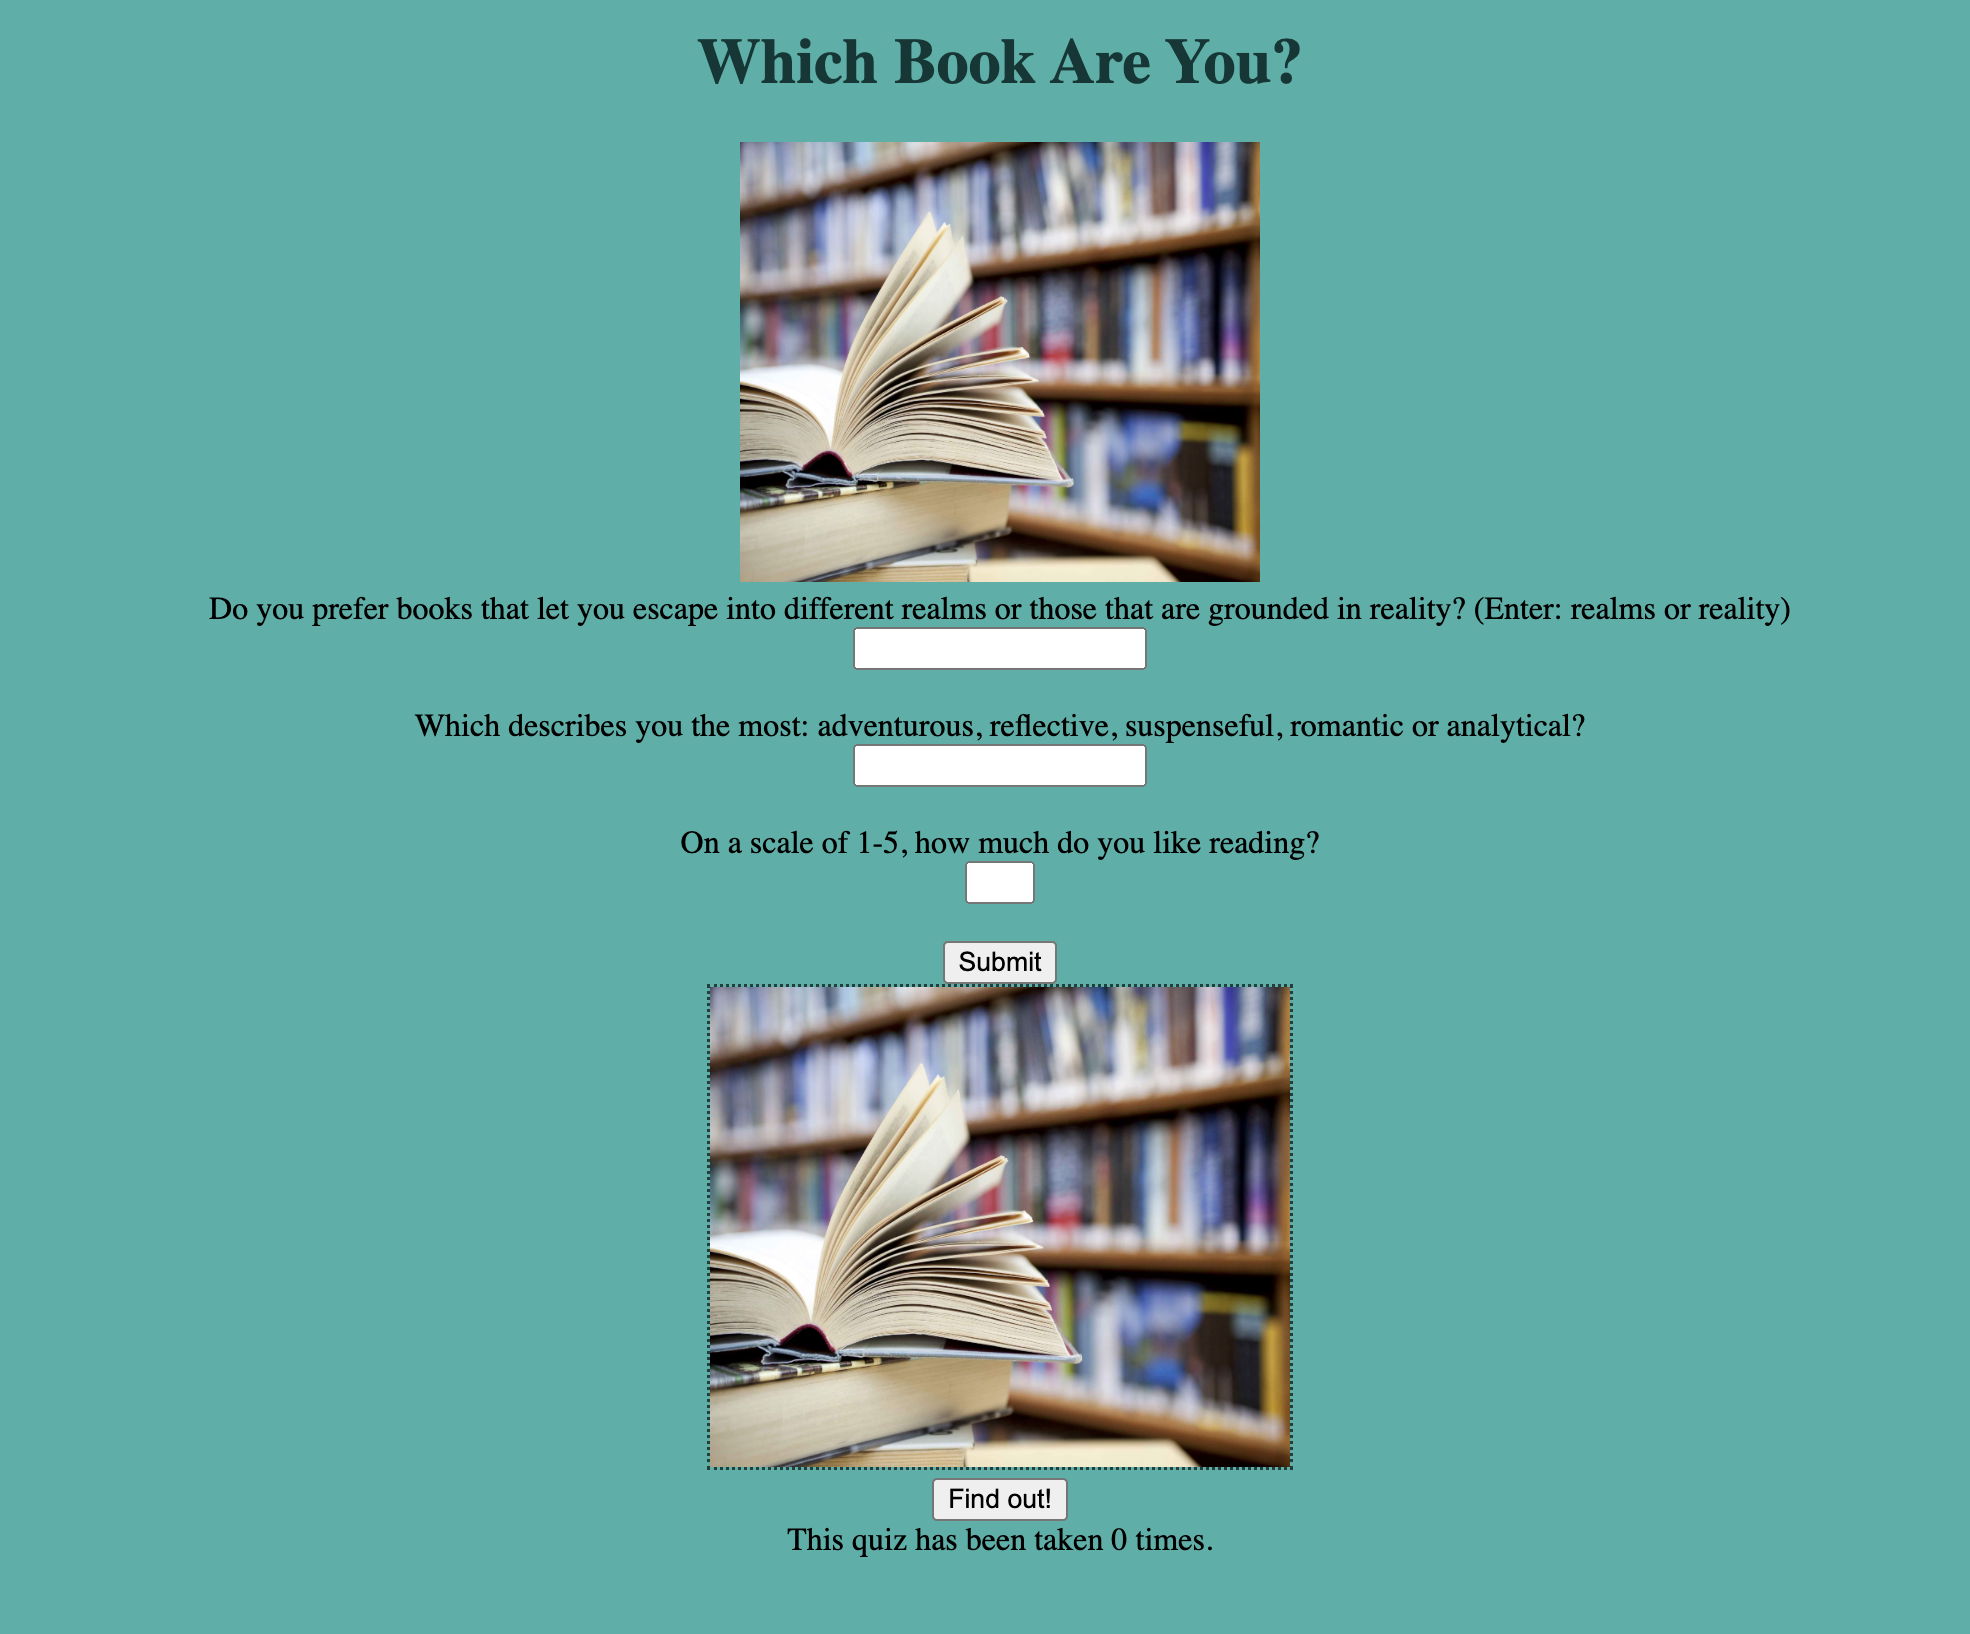 Which Book Are You?
Do you prefer books that let you escape into different realms or those that are grounded in reality? (Enter: realms or reality)
Which describes you the most: adventurous, reflective, suspenseful, romantic or analytical?
On a scale of 1-5, how much do you like reading?
Submit
Find out!
This quiz has been taken 0 times.